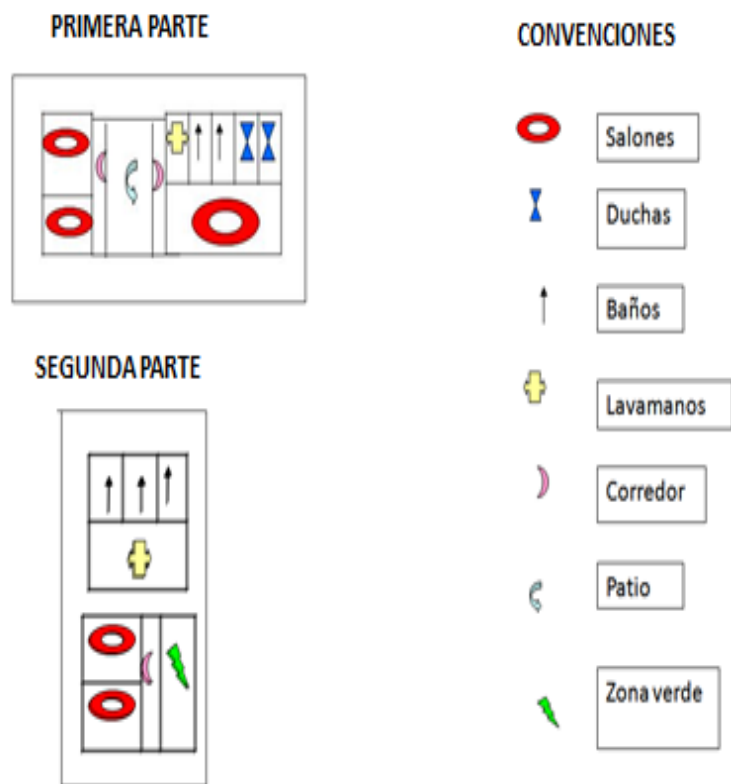 PRIMERA PARTE
CONVENCIONES
Salones
Duchas
Baños
SEGUNDA PARTE
Lavamanos
Corredor
Patio
Zona verde